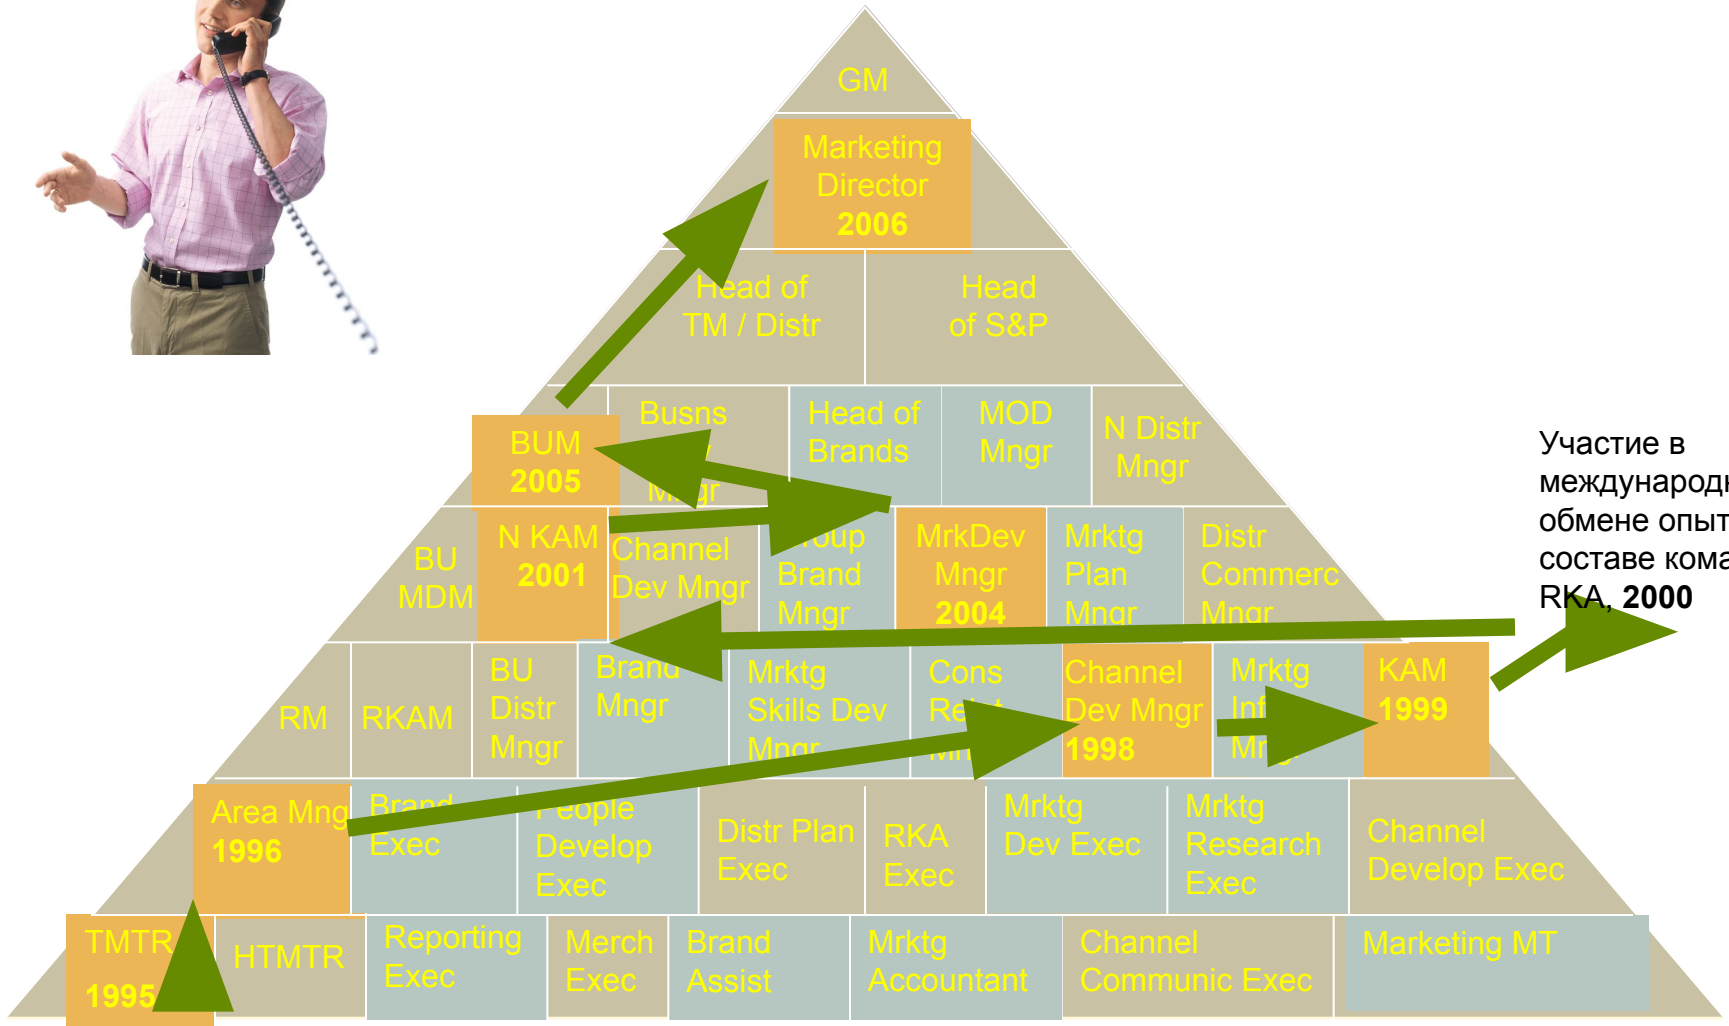 GM
Marketing
Director
2006
Head of
TM / Distr
Head
of S&P
BUM
2005
Busns
Head of
Brands
MOD
Mngr
N Distr
Mngr
BU
MDM
N KAM
2001
Channel
Dev Mngr
Brand
Mngr
MrkDev
Mngr
2004
Mrktg
Plan
Mngr
Distr
Commerc
Mngr
Участие в
обмене
составе
RKA, 2000
RM
RKAM
BU
Distr
Mngr
Brand
Mngr
Mrktg
Skills Dev
Mngr
Cons
Channel
Dev Mngr
1998
Mrktg
KAM
1999
Area Mng
1996
Brand
Exec
People
Develop
Exec
Distr Plan
Exec
RKA
Exec
Mrktg
Dev Exec
Mrktg
Research
Exec
Channel
Develop Exec
TMTR
1995
HTMTR
Reporting
Exec
Merch
Exec
Brand
Assist
Mrktg
Accountant
Channel
Communic Exec
Marketing MT